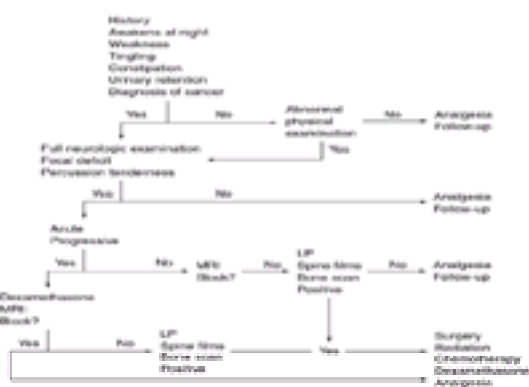 History
Awakens at night
Weakness
Tingling
Constipation
Urinary retention
Diagnosis of cancer
Yes
No
Abnormal
physical
examination
No
Analgesia
Follow-up
Yes
Full neurologic examination
Focal deficit
Percussion tenderness
Yes
No
Analgesia
Follow-up
Acute
Progressive
Yes
No
MRI:
Block?
No
LP
Spine films
Bone scan
Positive
No
Analgesia
Follow-up
Dexamethasone
MRI:
Block?
Yes
No
LP
Spine films
Bone scan
Positive
Yes
Surgery
Radiation
Chemotherapy
Dexamethasone
Analgesia